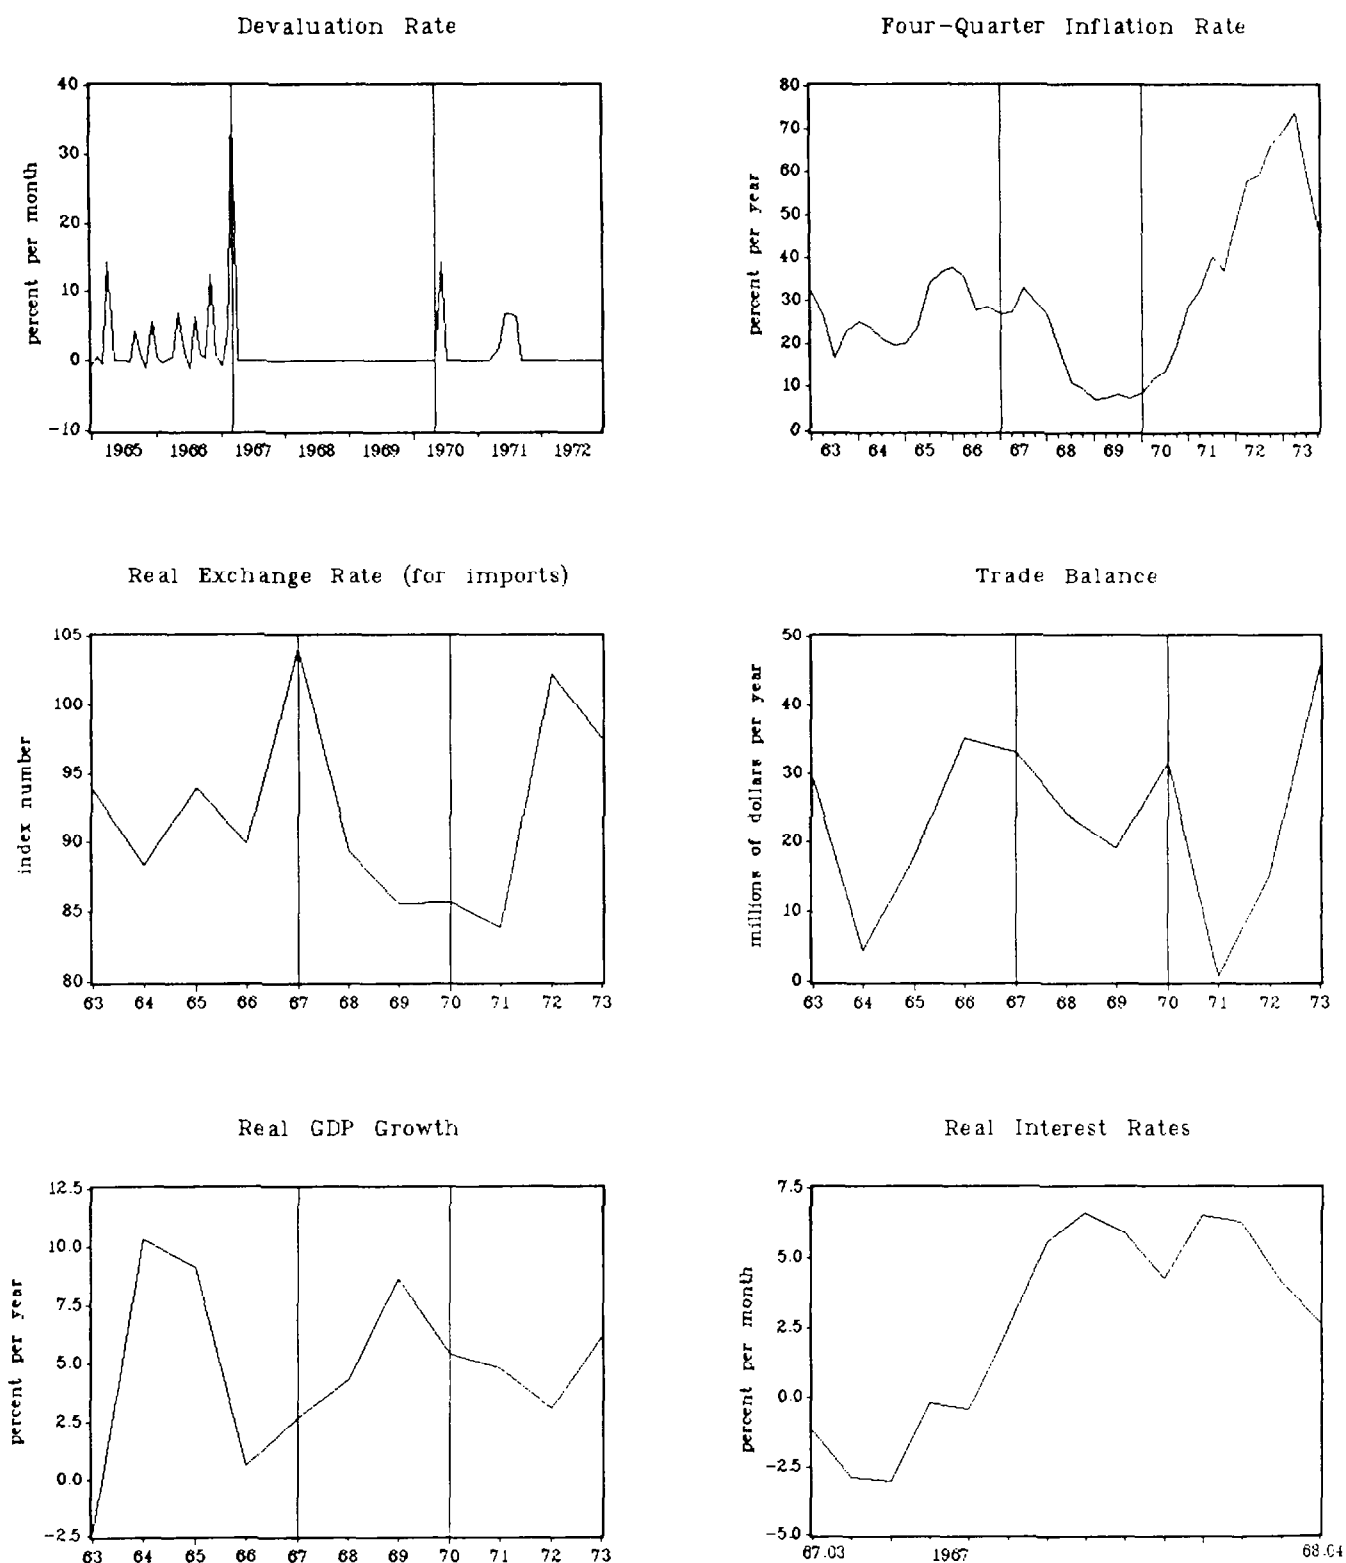 Devaluation Rate
percent per month
40
30
20
10
0
-10
1965 1966 1967 1968 1969 1970 1971 1972
Four-Quarter Inflation Rate
percent per year
80
70
60
50
40
30
20
10
0
63 64 65 66 67 68 69 70 71 72 73
Real Exchange Rate (for imports)
index number
105
100
95
90
85
80
63 64 65 66 67 68 69 70 71 72 73
Trade Balance
millions of dollars per year
50
40
30
20
10
0
63 64 65 66 67 68 69 70 71 72 73
Real GDP Growth
percent per year
12.5
10.0
7.5
5.0
2.5
0.0
-2.5
63 64 65 66 67 68 69 70 71 72 73
Real Interest Rates
percent per month
7.5
5.0
2.5
0.0
-2.5
-5.0
67.03 1967 68.04